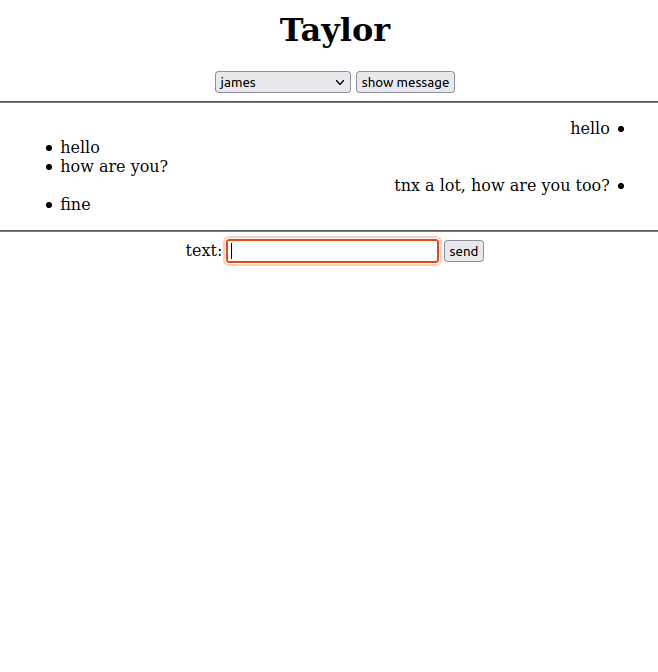 Taylor
james show message
hello
hello
how are you?
tnx a lot, how are you too?
fine
text: send